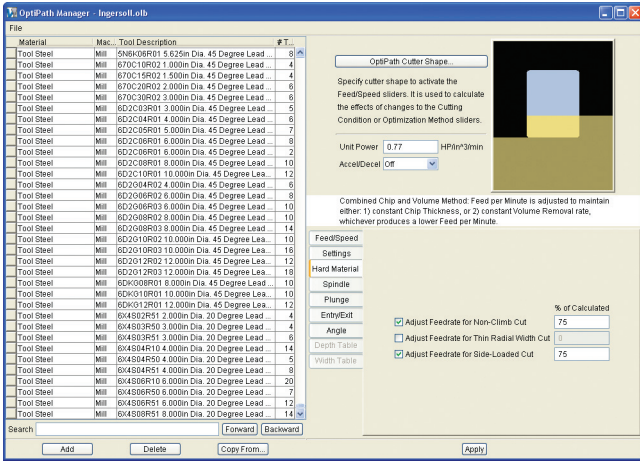 OptiPath Manager - Ingersoll.olb
File
Material Mac... Tool Description # T...
Tool Steel Mill 5N6K06R01 5.625in Dia. 45 Degree Lead ... 8
Tool Steel Mill 670C10R02 1.000in Dia. 45 Degree Lead ... 4
Tool Steel Mill 670C15R02 1.500in Dia. 45 Degree Lead ... 4
Tool Steel Mill 670C20R02 2.000in Dia. 45 Degree Lead ... 6
Tool Steel Mill 670C30R02 3.000in Dia. 45 Degree Lead ... 6
Tool Steel Mill 6D2C03R01 3.000in Dia. 45 Degree Lead ... 5
Tool Steel Mill 6D2C04R01 4.000in Dia. 45 Degree Lead ... 6
Tool Steel Mill 6D2C05R01 5.000in Dia. 45 Degree Lead ... 7
Tool Steel Mill 6D2C06R01 6.000in Dia. 45 Degree Lead ... 8
Tool Steel Mill 6D2C06R01 6.000in Dia. 45 Degree Lead ... 2
Tool Steel Mill 6D2C08R01 8.000in Dia. 45 Degree Lead ... 10
Tool Steel Mill 6D2C10R01 10.000in Dia. 45 Degree Lea... 12
Tool Steel Mill 6D2G04R02 4.000in Dia. 45 Degree Lead ... 6
Tool Steel Mill 6D2G06R02 6.000in Dia. 45 Degree Lead ... 8
Tool Steel Mill 6D2G06R03 6.000in Dia. 45 Degree Lead ... 10
Tool Steel Mill 6D2G08R02 8.000in Dia. 45 Degree Lead ... 10
Tool Steel Mill 6D2G08R03 8.000in Dia. 45 Degree Lead ... 14
Tool Steel Mill 6D2G10R02 10.000in Dia. 45 Degree Lea... 10
Tool Steel Mill 6D2G10R03 10.000in Dia. 45 Degree Lea... 16
Tool Steel Mill 6D2G12R02 12.000in Dia. 45 Degree Lea... 12
Tool Steel Mill 6D2G12R03 12.000in Dia. 45 Degree Lea... 18
Tool Steel Mill 6DKG08R01 8.000in Dia. 45 Degree Lead ... 10
Tool Steel Mill 6DKG10R01 10.000in Dia. 45 Degree Lea... 10
Tool Steel Mill 6DKG12R01 12.000in Dia. 45 Degree Lea... 12
Tool Steel Mill 6X4S02R51 2.000in Dia. 20 Degree Lead ... 4
Tool Steel Mill 6X4S03R50 3.000in Dia. 20 Degree Lead ... 4
Tool Steel Mill 6X4S03R51 3.000in Dia. 20 Degree Lead ... 6
Tool Steel Mill 6X4S04R10 4.000in Dia. 20 Degree Lead ... 14
Tool Steel Mill 6X4S04R50 4.000in Dia. 20 Degree Lead ... 5
Tool Steel Mill 6X4S04R51 4.000in Dia. 20 Degree Lead ... 8
Tool Steel Mill 6X4S06R10 6.000in Dia. 20 Degree Lead ... 20
Tool Steel Mill 6X4S06R50 6.000in Dia. 20 Degree Lead ... 7
Tool Steel Mill 6X4S06R51 6.000in Dia. 20 Degree Lead ... 12
Tool Steel Mill 6X4S08R51 8.000in Dia. 20 Degree Lead ... 14
Search Forward Backward
Add Delete Copy From...
OptiPath Cutter Shape...
Specify cutter shape to activate the
Feed/Speed sliders. It is used to calculate
the effects of changes to the Cutting
Condition or Optimization Method sliders.
Unit Power 0.77 HP/in^3/min
Accel/Decel Off
Combined Chip and Volume Method: Feed per Minute is adjusted to maintain
either: 1) constant Chip Thickness, or 2) constant Volume Removal rate,
whichever produces a lower Feed per Minute.
Feed/Speed
Settings
Hard Material
Spindle
Plunge
Entry/Exit
Angle
Depth Table
Width Table
% of Calculated
Adjust Feedrate for Non-Climb Cut 75
Adjust Feedrate for Thin Radial Width Cut 0
Adjust Feedrate for Side-Loaded Cut 75
Apply